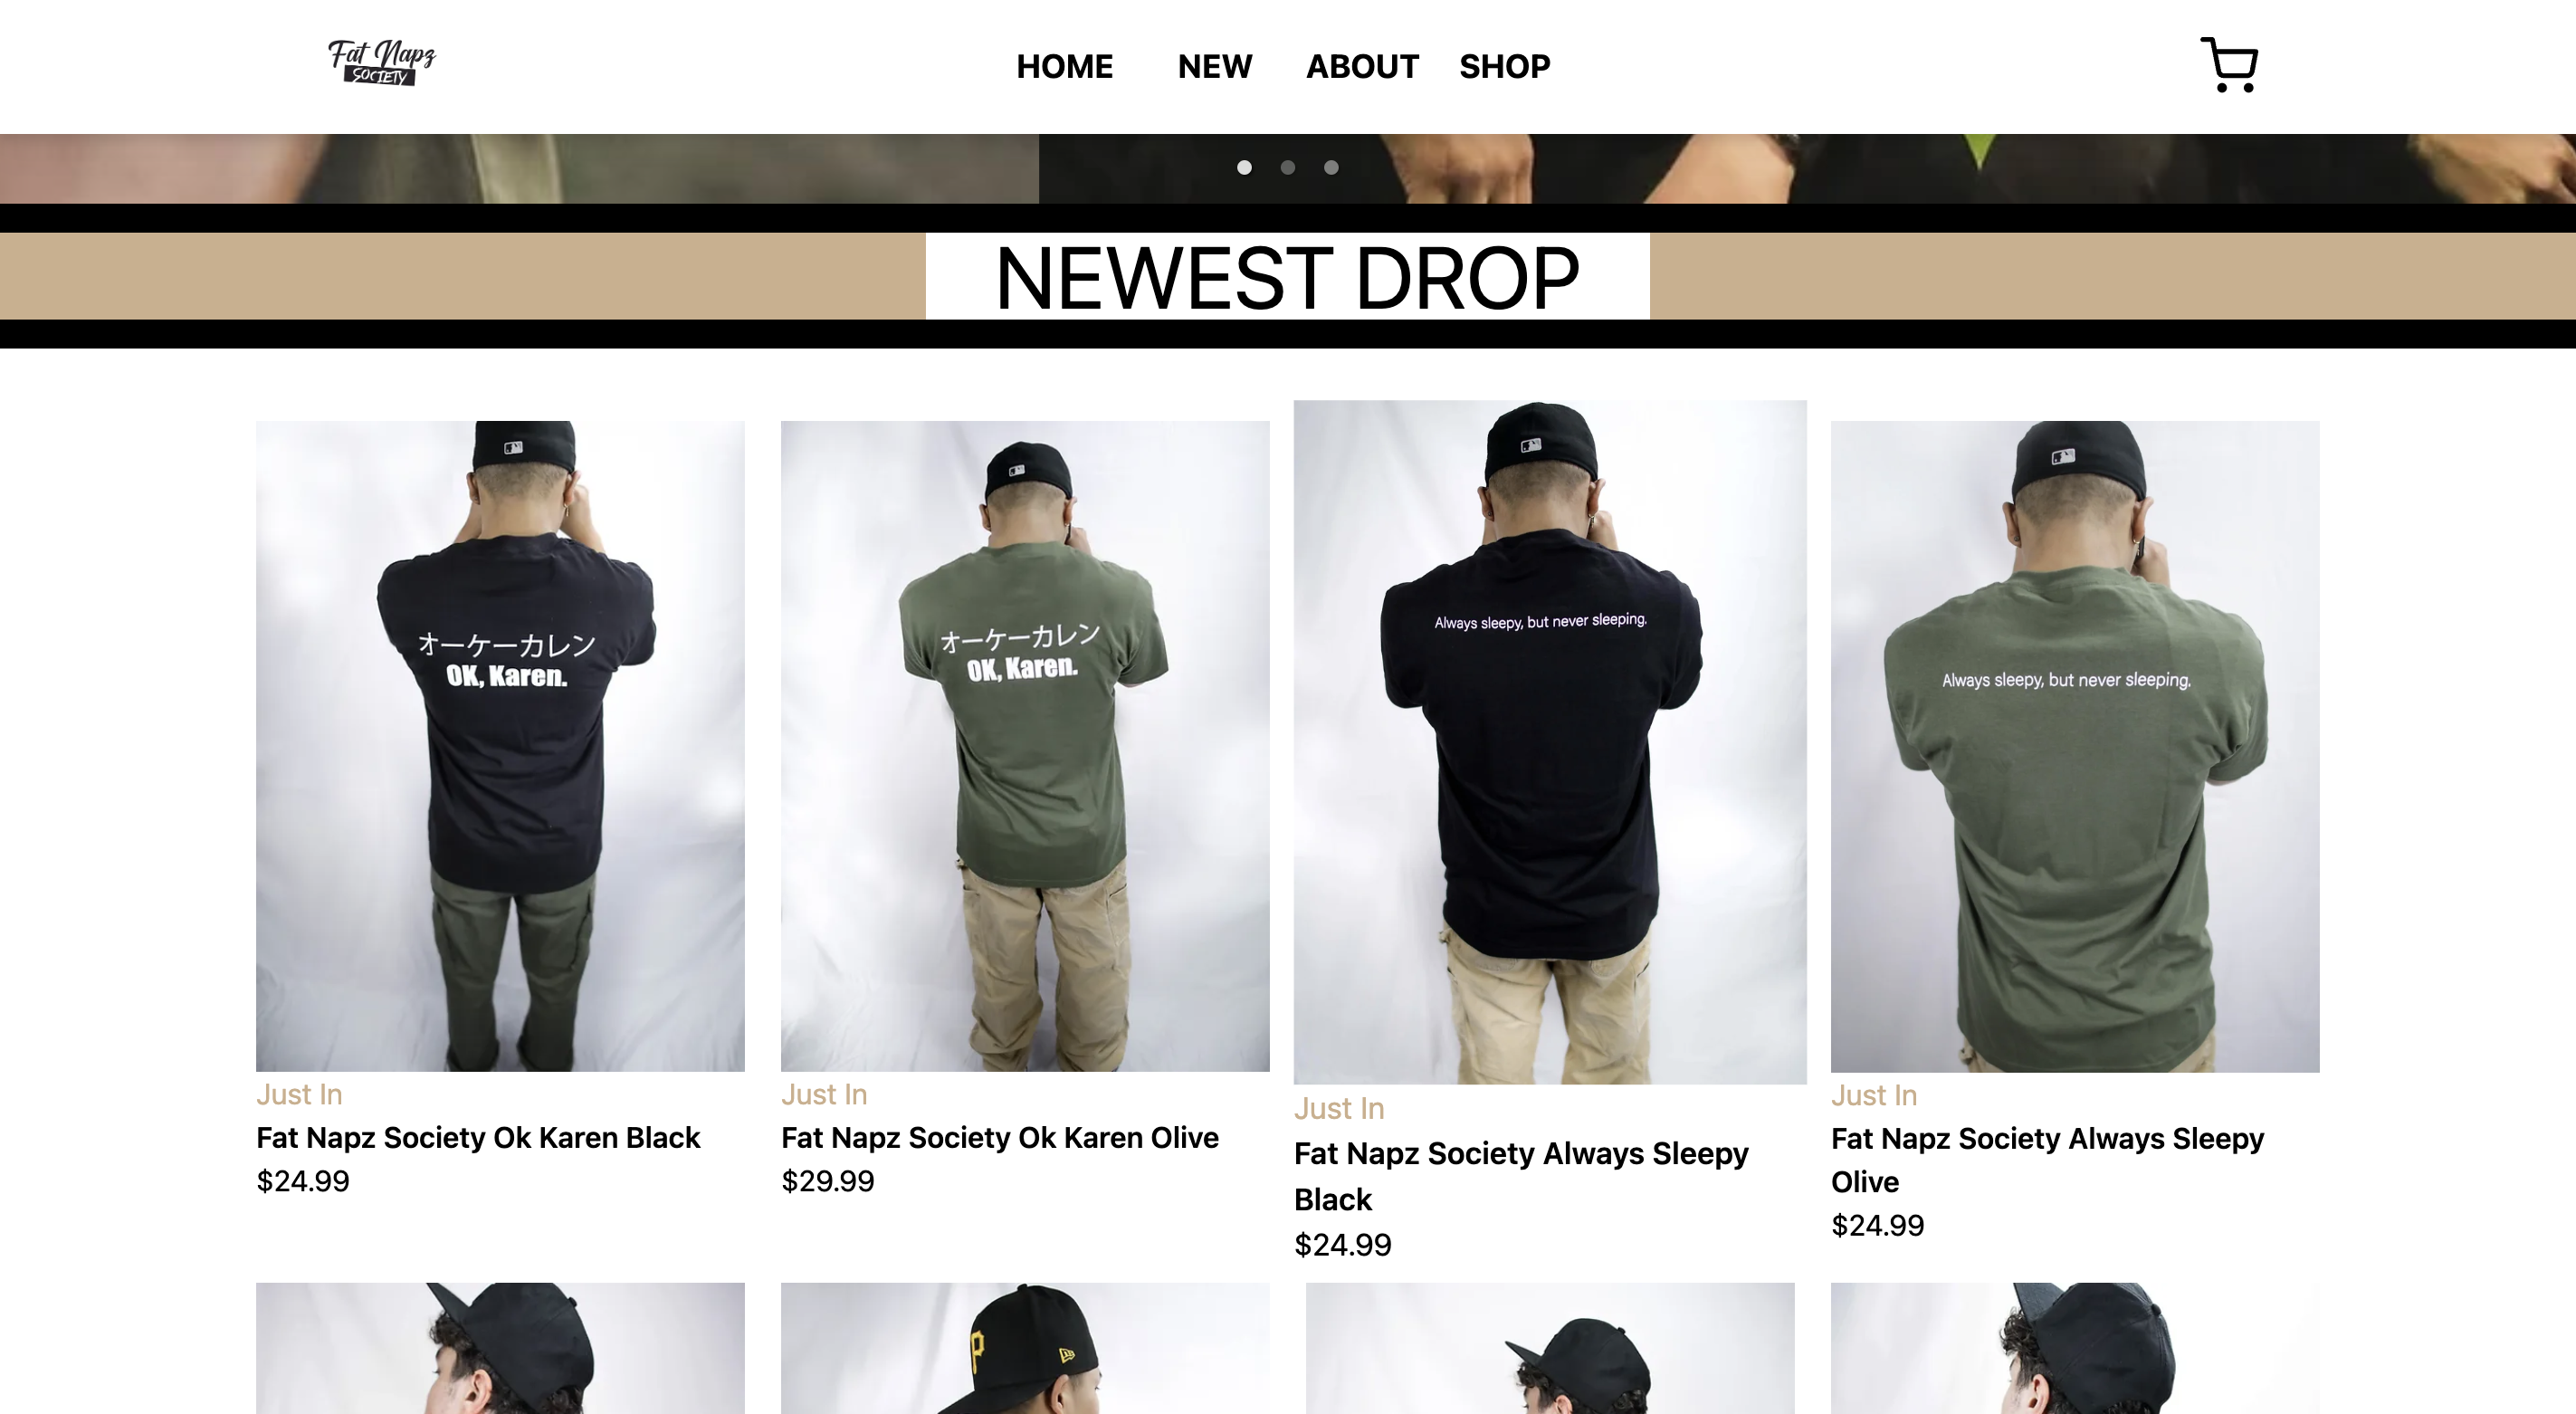 Fat Napz
SOCIETY
HOME NEW ABOUT SHOP
NEWEST DROP
オーケーカレン
OK, Karen.
オーケーカレン
OK, Karen.
Always sleepy, but never sleeping.
Always sleepy, but never sleeping.
Just In
Fat Napz Society Ok Karen Black
$24.99
Just In
Fat Napz Society Ok Karen Olive
$29.99
Just In
Fat Napz Society Always Sleepy
Black
$24.99
Just In
Fat Napz Society Always Sleepy
Olive
$24.99
P